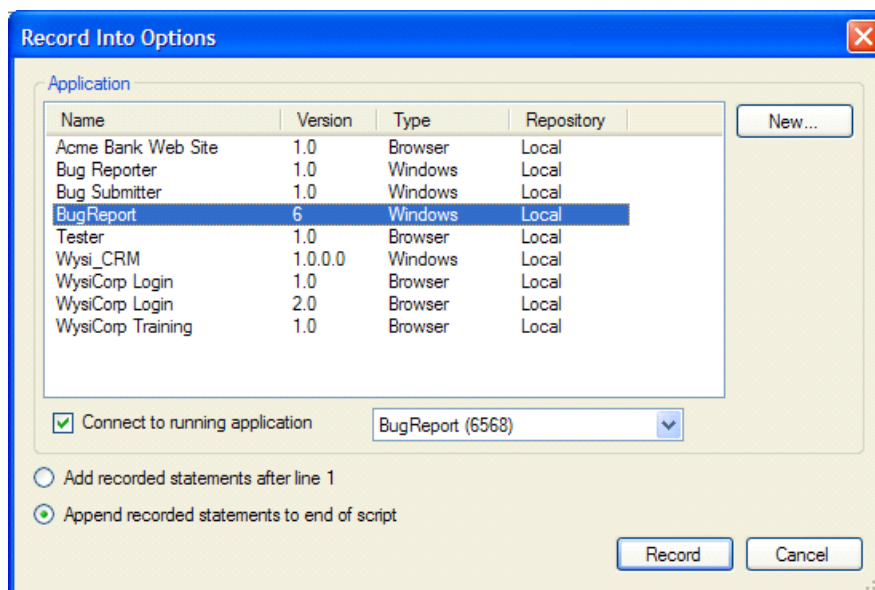 Record Into Options
Application
Name Version Type Repository
New...
Acme Bank Web Site 1.0 Browser Local
Bug Reporter 1.0 Windows Local
Bug Submitter 1.0 Windows Local
BugReport 6 Windows Local
Tester 1.0 Browser Local
Wysi_CRM 1.0.0.0 Windows Local
WysiCorp Login 1.0 Browser Local
WysiCorp Login 2.0 Browser Local
WysiCorp Training 1.0 Browser Local
Connect to running application BugReport (6568)
Add recorded statements after line 1
Append recorded statements to end of script
Record Cancel